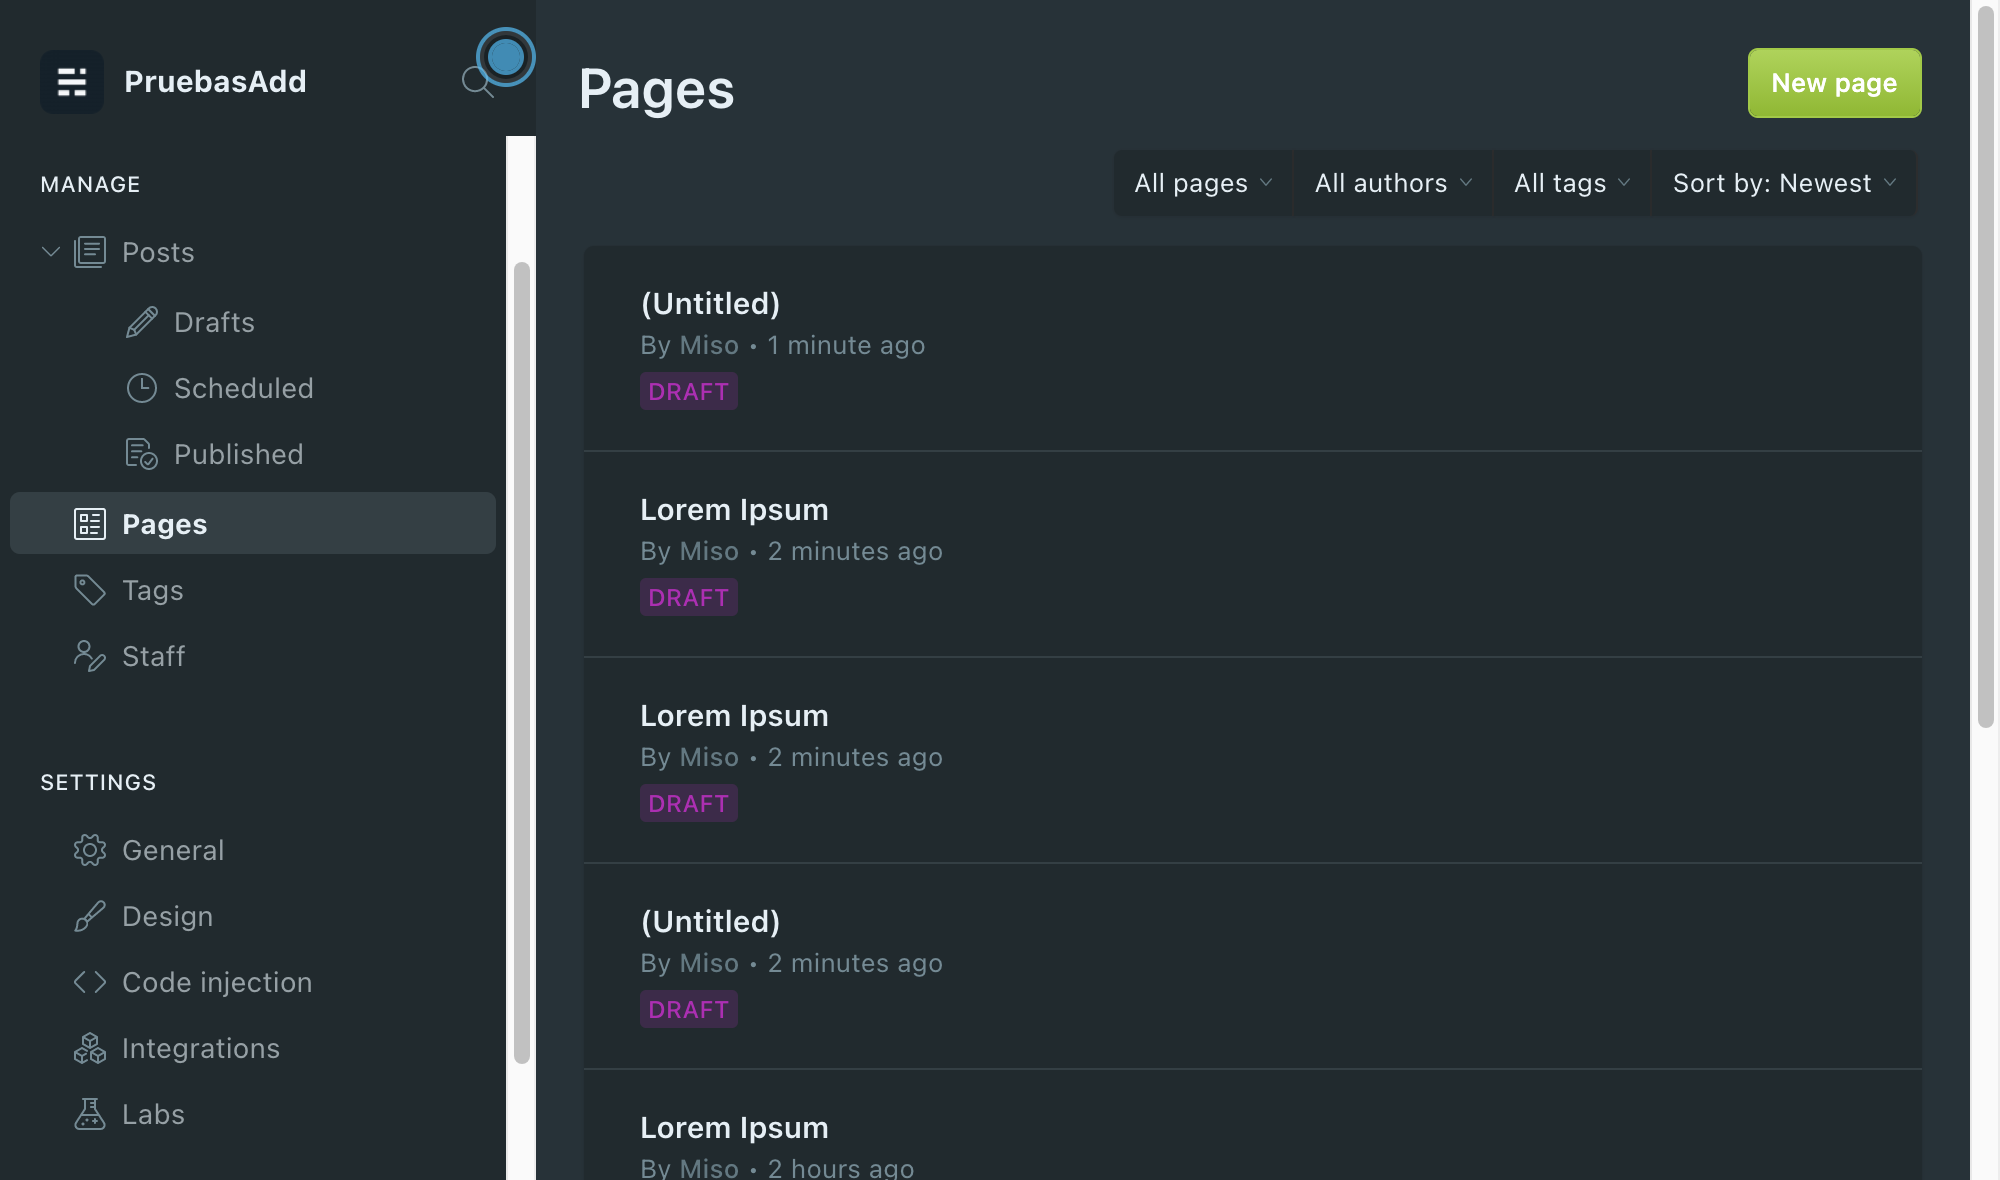 PruebasAdd
MANAGE
Posts
Drafts
Scheduled
Published
Pages
Tags
Staff
SETTINGS
General
Design
Code injection
Integrations
Labs
Pages
New page
All pages
All authors
All tags
Sort by: Newest
(Untitled)
By Miso • 1 minute ago
DRAFT
Lorem Ipsum
By Miso • 2 minutes ago
DRAFT
Lorem Ipsum
By Miso • 2 minutes ago
DRAFT
(Untitled)
By Miso • 2 minutes ago
DRAFT
Lorem Ipsum
By Miso • 2 hours ago